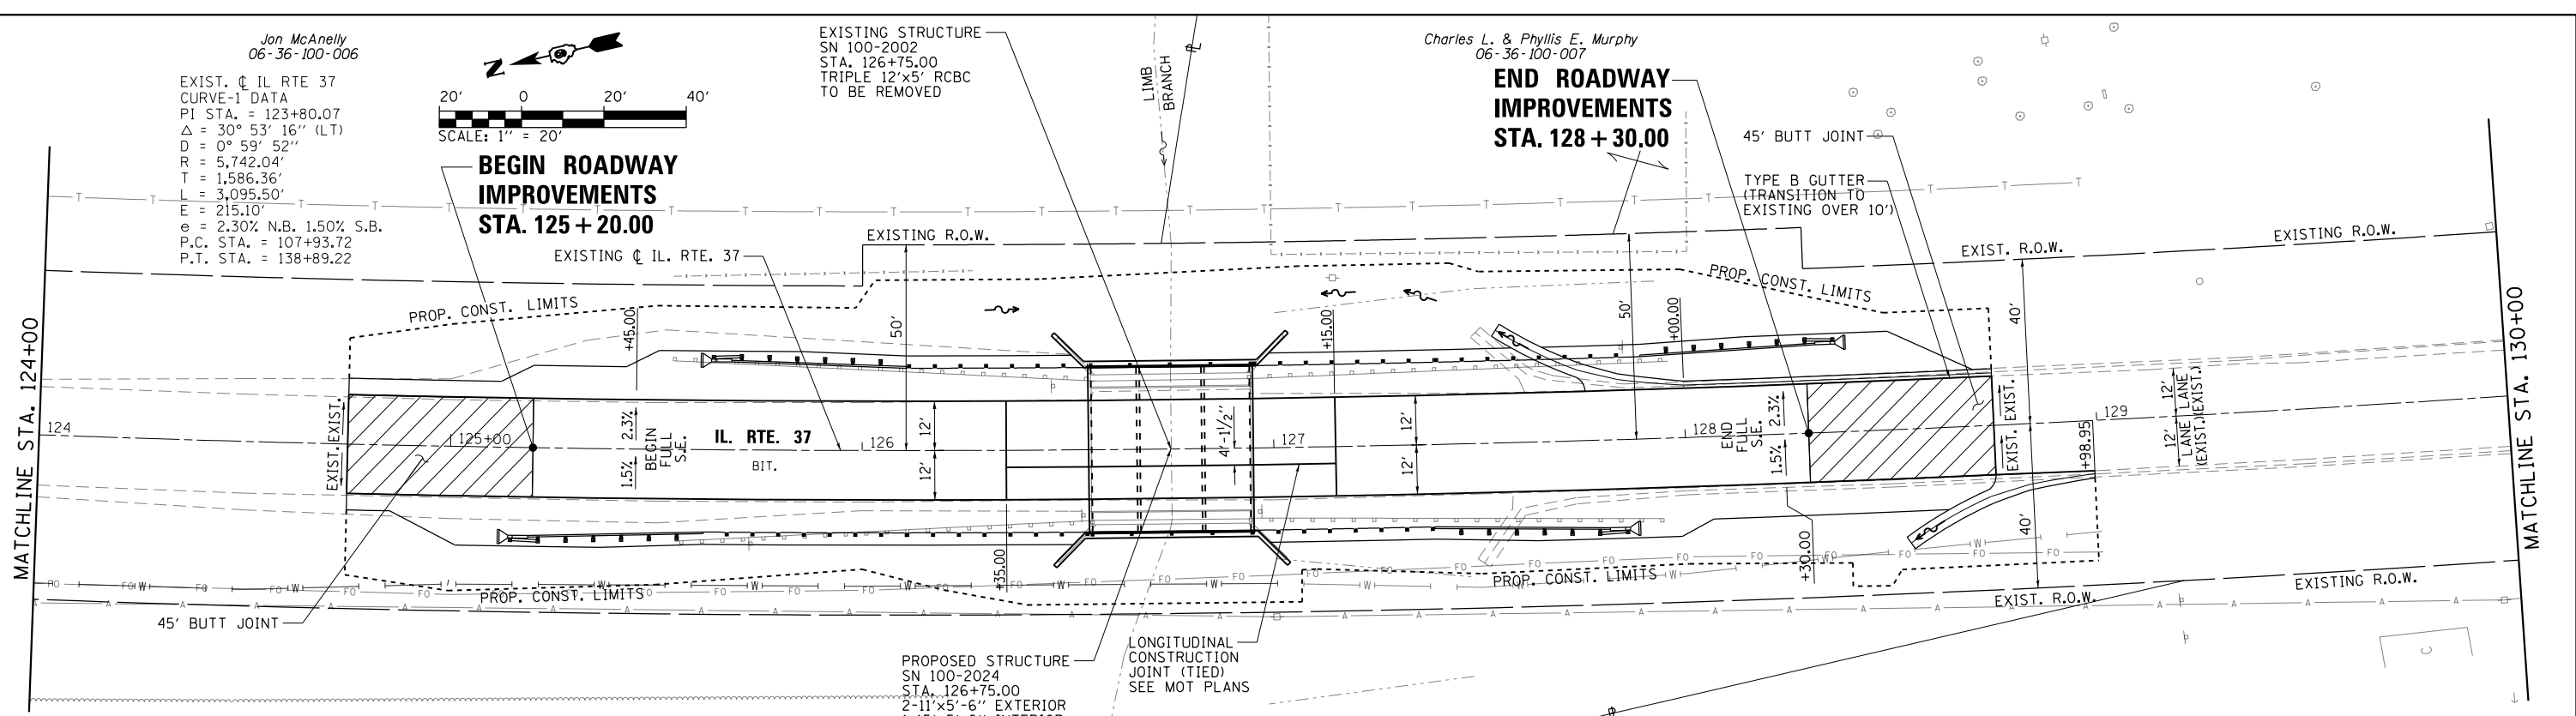 Jon McAnelly
06-36-100-006
EXIST. ℄ IL RTE 37
CURVE-1 DATA
PI STA. = 123+80.07
△ = 30° 53' 16'' (LT)
D = 0° 59' 52''
R = 5,742.04'
T = 1,586.36'
L = 3,095.50'
E = 215.10'
e = 2.30% N.B. 1.50% S.B.
P.C. STA. = 107+93.72
P.T. STA. = 138+89.22
N
20' 0 20' 40'
SCALE: 1'' = 20'
BEGIN ROADWAY
IMPROVEMENTS
STA. 125+20.00
EXISTING ℄ IL. RTE. 37
EXISTING STRUCTURE
SN 100-2002
STA. 126+75.00
TRIPLE 12'x5' RCBC
TO BE REMOVED
LIMB
BRANCH
℄
Charles L. & Phyllis E. Murphy
06-36-100-007
END ROADWAY
IMPROVEMENTS
STA. 128+30.00
45' BUTT JOINT
TYPE B GUTTER
(TRANSITION TO
EXISTING OVER 10')
EXISTING R.O.W.
EXIST. R.O.W.
EXISTING R.O.W.
PROP. CONST. LIMITS
PROP. CONST. LIMITS
MATCHLINE STA. 124+00
MATCHLINE STA. 130+00
+45.00
50'
+15.00
50'
+00.00
40'
124
EXIST.
EXIST.
125+00
2.3%
1.5%
BEGIN
FULL
S.E.
IL. RTE. 37
BIT.
126
12'
12'
4'-1½''
127
12'
12'
128
END
FULL
S.E.
2.3%
1.5%
EXIST.
EXIST.
129
+98.95
12'
12'
LANE
LANE
(EXIST.)
(EXIST.)
40'
+35.00
+30.00
PROP. CONST. LIMITS
PROP. CONST. LIMITS
EXIST. R.O.W.
EXISTING R.O.W.
45' BUTT JOINT
PROPOSED STRUCTURE
SN 100-2024
STA. 126+75.00
2-11'x5'-6'' EXTERIOR
LONGITUDINAL
CONSTRUCTION
JOINT (TIED)
SEE MOT PLANS
C